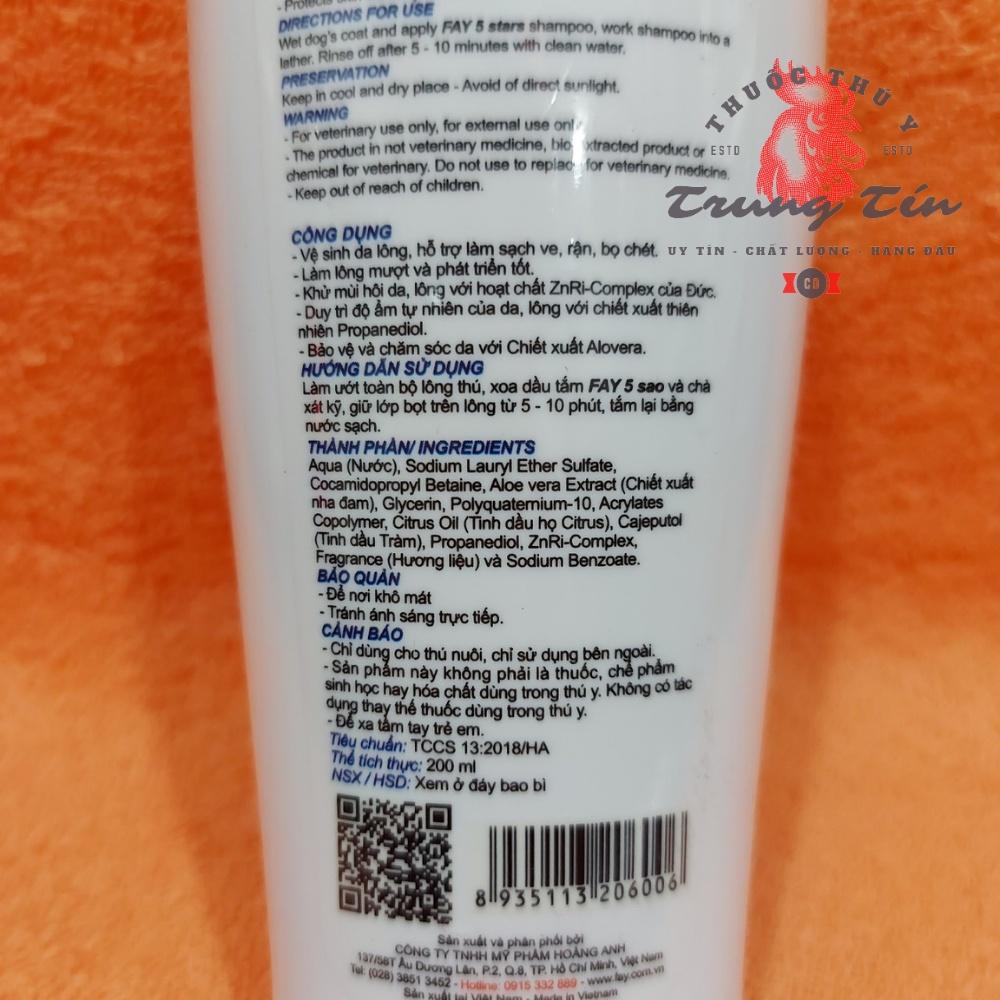 - Protects
DIRECTIONS FOR USE
Wet dog's coat and apply FAY 5 stars shampoo, work shampoo into a
lather. Rinse off after 5 - 10 minutes with clean water.
PRESERVATION
Keep in cool and dry place - Avoid of direct sunlight.
WARNING
- For veterinary use only, for external use only
- The product in not veterinary medicine, bio extracted product or
chemical for veterinary. Do not use to replace for veterinary medicine.
- Keep out of reach of children.
THUỐC THÚ Y
ESTD ESTD
Trung Tín
UY TÍN - CHẤT LƯỢNG - HÀNG ĐẦU
CD
CÔNG DỤNG
- Vệ sinh da lông, hỗ trợ làm sạch ve, rận, bọ chét.
- Làm lông mượt và phát triển tốt.
- Khử mùi hôi da, lông với hoạt chất ZnRi-Complex của Đức.
- Duy trì độ ẩm tự nhiên của da, lông với chiết xuất thiên
nhiên Propanediol.
- Bảo vệ và chăm sóc da với Chiết xuất Alovera.
HƯỚNG DẪN SỬ DỤNG
Làm ướt toàn bộ lông thú, xoa dầu tắm FAY 5 sao và chà
xát kỹ, giữ lớp bọt trên lông từ 5 - 10 phút, tắm lại bằng
nước sạch.
THÀNH PHẦN/ INGREDIENTS
Aqua (Nước), Sodium Lauryl Ether Sulfate,
Cocamidopropyl Betaine, Aloe vera Extract (Chiết xuất
nha đam), Glycerin, Polyquaternium-10, Acrylates
Copolymer, Citrus Oil (Tinh dầu họ Citrus), Cajeputol
(Tinh dầu Tràm), Propanediol, ZnRi-Complex,
Fragrance (Hương liệu) và Sodium Benzoate.
BẢO QUẢN
- Để nơi khô mát
- Tránh ánh sáng trực tiếp.
CẢNH BÁO
- Chỉ dùng cho thú nuôi, chỉ sử dụng bên ngoài.
- Sản phẩm này không phải là thuốc, chế phẩm
sinh học hay hóa chất dùng trong thú y. Không có tác
dụng thay thế thuốc dùng trong thú y.
- Để xa tầm tay trẻ em.
Tiêu chuẩn: TCCS 13:2018/HA
Thể tích thực: 200 ml
NSX / HSD: Xem ở đáy bao bì
8 935113 206006
Sản xuất và phân phối bởi
CÔNG TY TNHH MỸ PHẨM HOÀNG ANH
137/58T Âu Dương Lân, P.2, Q.8, TP. Hồ Chí Minh, Việt Nam
Tel: (028) 3851 3452 - Hotline: 0915 332 889 - www.fay.com.vn
Sản xuất tại Việt Nam - Made in Vietnam